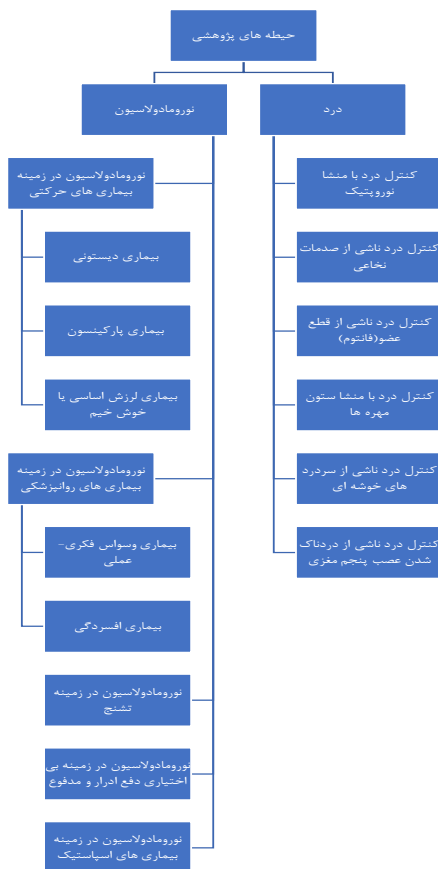 حیطه های پژوهشی
درد
کنترل درد با منشا
نوروپتیک
کنترل درد ناشی از صدمات
نخاعی
کنترل درد ناشی از قطع
عضو(فانتوم)
کنترل درد با منشا ستون
مهره ها
کنترل درد ناشی از سردرد
های خوشه ای
کنترل درد ناشی از دردناک
شدن عصب پنجم مغزی
نورومادولاسیون
نورومادولاسیون در زمینه
بیماری های حرکتی
بیماری دیستونی
بیماری پارکینسون
بیماری لرزش اساسی یا
خوش خیم
نورومادولاسیون در زمینه
بیماری های روانپزشکی
بیماری وسواس فکری-
عملی
بیماری افسردگی
نورومادولاسیون در زمینه
تشنج
نورومادولاسیون در زمینه بی
اختیاری دفع ادرار و مدفوع
نورومادولاسیون در زمینه
بیماری های اسپاستیک